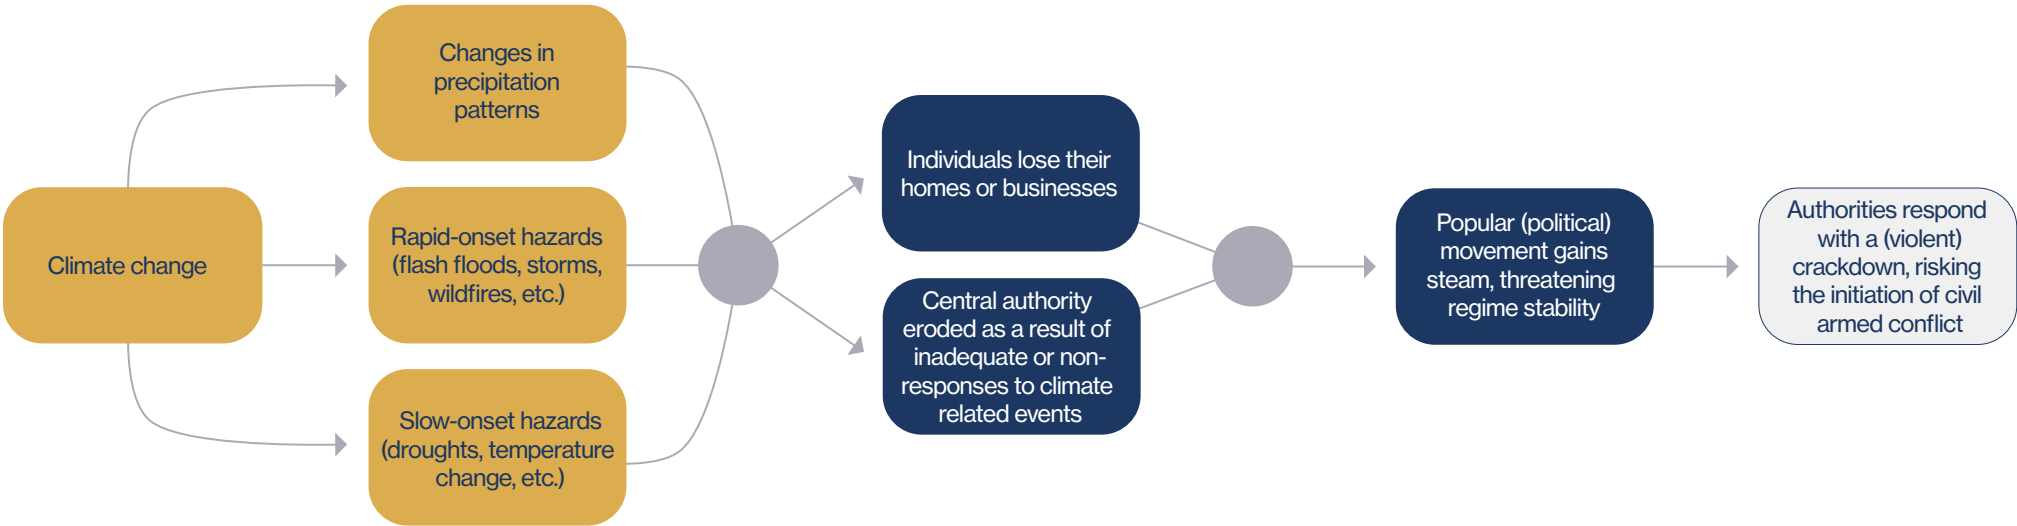 Climate change
Changes in
precipitation
patterns
Rapid-onset hazards
(flash floods, storms,
wildfires, etc.)
Slow-onset hazards
(droughts, temperature
change, etc.)
Individuals lose their
homes or businesses
Central authority
eroded as a result of
inadequate or non-
responses to climate
related events
Popular (political)
movement gains
steam, threatening
regime stability
Authorities respond
with a (violent)
crackdown, risking
the initiation of civil
armed conflict